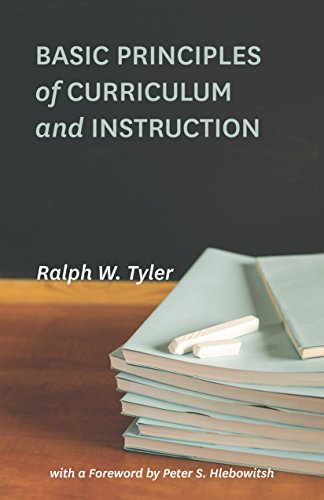 BASIC PRINCIPLES
of CURRICULUM
and INSTRUCTION
Ralph W. Tyler
with a Foreword by Peter S. Hlebowitsh